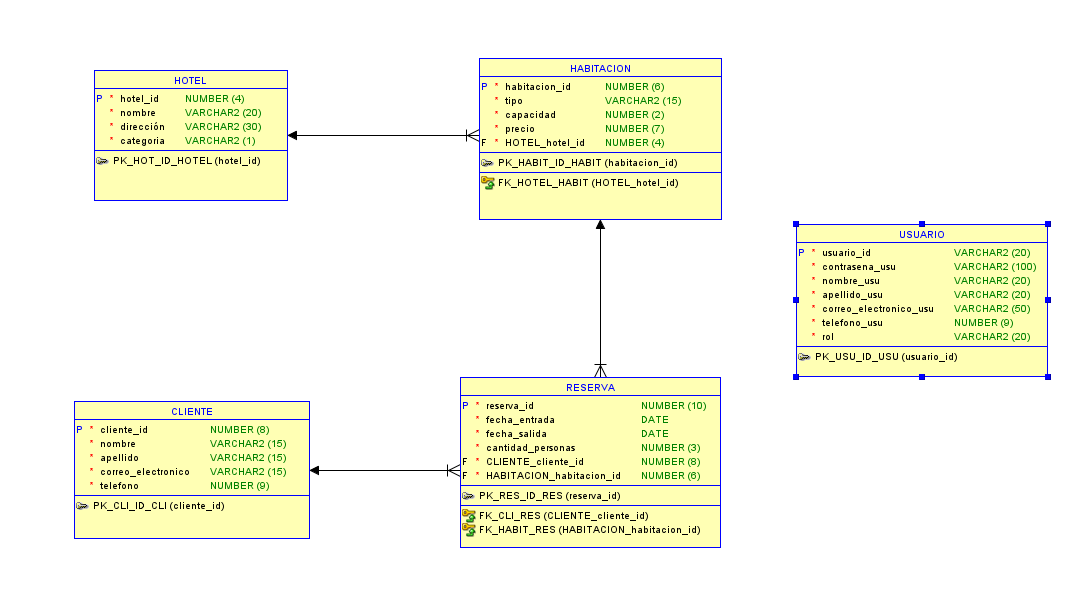 HOTEL
P * hotel_id NUMBER (4)
* nombre VARCHAR2 (20)
* dirección VARCHAR2 (30)
* categoria VARCHAR2 (1)
PK_HOT_ID_HOTEL (hotel_id)
HABITACION
P * habitacion_id NUMBER (6)
* tipo VARCHAR2 (15)
* capacidad NUMBER (2)
* precio NUMBER (7)
F * HOTEL_hotel_id NUMBER (4)
PK_HABIT_ID_HABIT (habitacion_id)
FK_HOTEL_HABIT (HOTEL_hotel_id)
USUARIO
P * usuario_id VARCHAR2 (20)
* contrasena_usu VARCHAR2 (100)
* nombre_usu VARCHAR2 (20)
* apellido_usu VARCHAR2 (20)
* correo_electronico_usu VARCHAR2 (50)
* telefono_usu NUMBER (9)
* rol VARCHAR2 (20)
PK_USU_ID_USU (usuario_id)
CLIENTE
P * cliente_id NUMBER (8)
* nombre VARCHAR2 (15)
* apellido VARCHAR2 (15)
* correo_electronico VARCHAR2 (15)
* telefono NUMBER (9)
PK_CLI_ID_CLI (cliente_id)
RESERVA
P * reserva_id NUMBER (10)
* fecha_entrada DATE
* fecha_salida DATE
* cantidad_personas NUMBER (3)
F * CLIENTE_cliente_id NUMBER (8)
F * HABITACION_habitacion_id NUMBER (6)
PK_RES_ID_RES (reserva_id)
FK_CLI_RES (CLIENTE_cliente_id)
FK_HABIT_RES (HABITACION_habitacion_id)